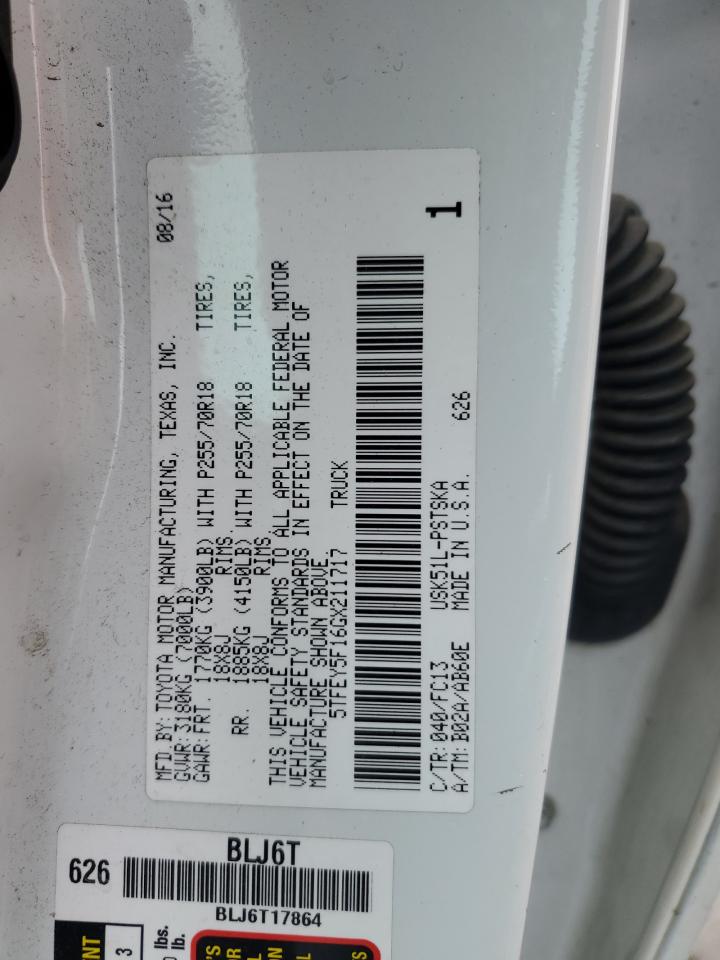 MFD.BY:TOYOTA MOTOR MANUFACTURING, TEXAS, INC. 08/16
GVWR:3180KG (7000LB)
GAWR:FRT. 1770KG (3900LB) WITH P255/70R18 TIRES,
18X8J RIMS.
RR. 1885KG (4150LB) WITH P255/70R18 TIRES,
18X8J RIMS.
THIS VEHICLE CONFORMS TO ALL APPLICABLE FEDERAL MOTOR
VEHICLE SAFETY STANDARDS IN EFFECT ON THE DATE OF
MANUFACTURE SHOWN ABOVE
5TFEY5F16GX211717 TRUCK
C/TR:040/FC13 USK51L-PSTSKA 626 1
A/TM:B02A/AB60E MADE IN U.S.A.
BLJ6T
626
BLJ6T17864
3
lbs.
lb.